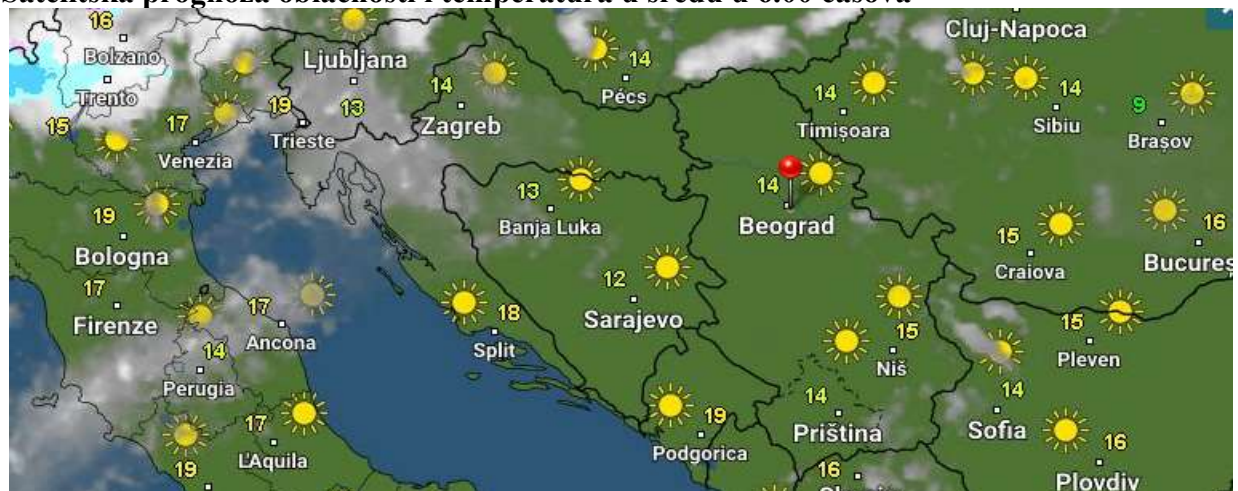 Satelitska prognoza oblačnosti i temperatura u sredu u 8.00 časova
16
Bolzano
Trento
15
17
Venezia
19
Trieste
Ljubljana
13
14
Zagreb
14
Pécs
Cluj-Napoca
14
Timișoara
14
Sibiu
9
Brașov
19
Bologna
13
Banja Luka
14
Beograd
15
Craiova
16
Bucureș
17
Firenze
17
Ancona
18
Split
12
Sarajevo
15
Niš
15
Pleven
14
Perugia
17
L'Aquila
19
19
Podgorica
14
Priština
14
Sofia
16
16
Plovdiv